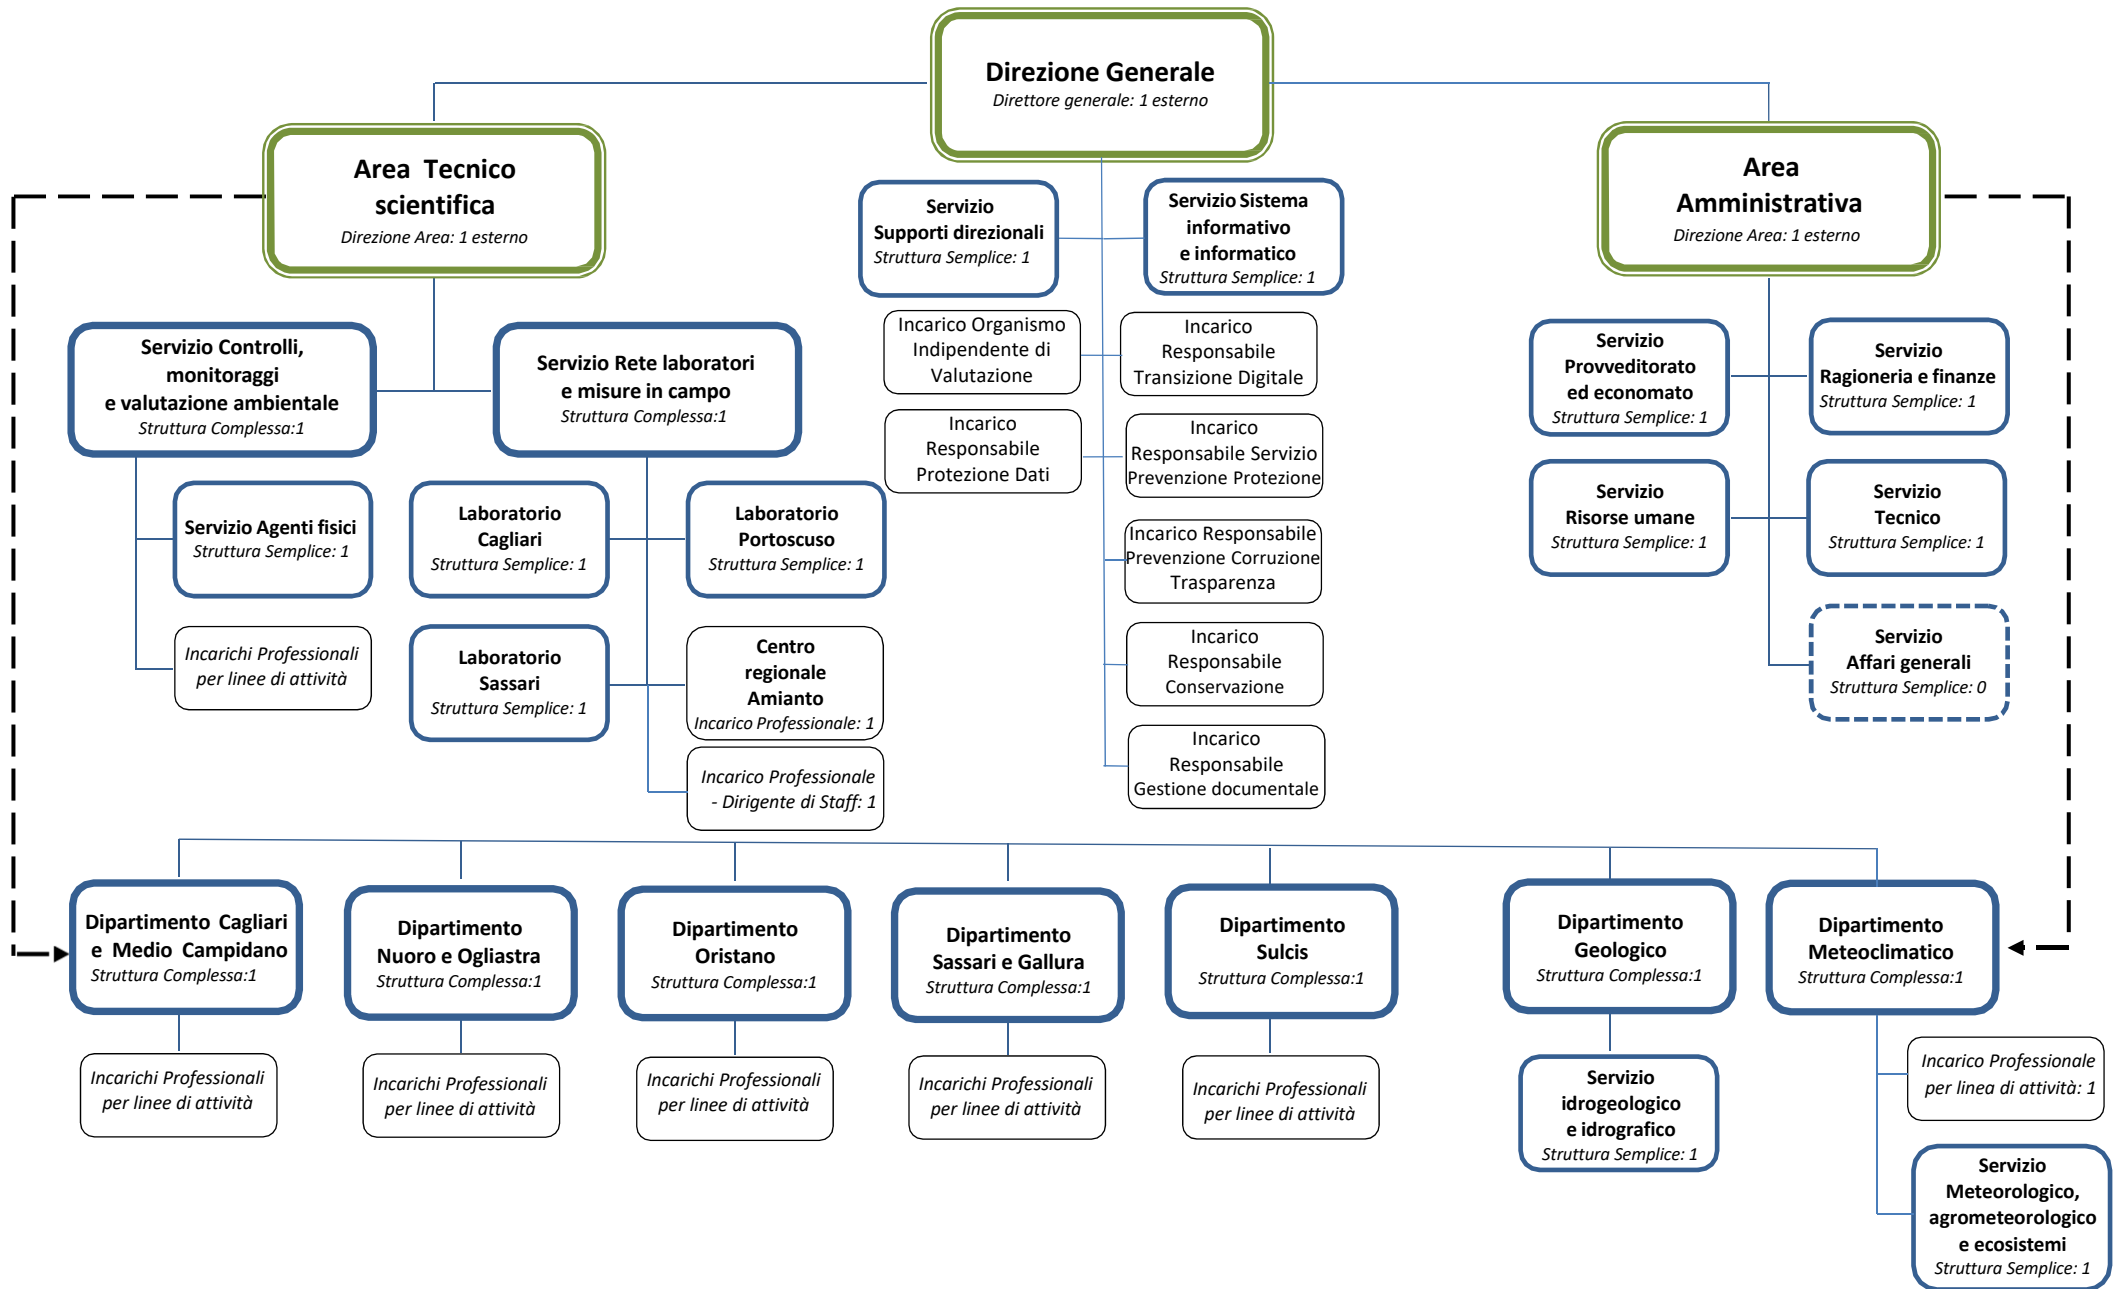 Direzione Generale
Direttore generale: 1 esterno
Area Tecnico
scientifica
Direzione Area: 1 esterno
Area
Amministrativa
Direzione Area: 1 esterno
Servizio
Supporti direzionali
Struttura Semplice: 1
Servizio Sistema
informativo
e informatico
Struttura Semplice: 1
Incarico Organismo
Indipendente di
Valutazione
Incarico
Responsabile
Transizione Digitale
Incarico
Responsabile
Protezione Dati
Incarico
Responsabile Servizio
Prevenzione Protezione
Incarico Responsabile
Prevenzione Corruzione
Trasparenza
Incarico
Responsabile
Conservazione
Incarico
Responsabile
Gestione documentale
Servizio Controlli,
monitoraggi
e valutazione ambientale
Struttura Complessa:1
Servizio Rete laboratori
e misure in campo
Struttura Complessa:1
Servizio Agenti fisici
Struttura Semplice: 1
Incarichi Professionali
per linee di attività
Laboratorio
Cagliari
Struttura Semplice: 1
Laboratorio
Portoscuso
Struttura Semplice: 1
Laboratorio
Sassari
Struttura Semplice: 1
Centro
regionale
Amianto
Incarico Professionale: 1
Incarico Professionale
- Dirigente di Staff: 1
Servizio
Provveditorato
ed economato
Struttura Semplice: 1
Servizio
Ragioneria e finanze
Struttura Semplice: 1
Servizio
Risorse umane
Struttura Semplice: 1
Servizio
Tecnico
Struttura Semplice: 1
Servizio
Affari generali
Struttura Semplice: 0
Dipartimento Cagliari
e Medio Campidano
Struttura Complessa:1
Dipartimento
Nuoro e Ogliastra
Struttura Complessa:1
Dipartimento
Oristano
Struttura Complessa:1
Dipartimento
Sassari e Gallura
Struttura Complessa:1
Dipartimento
Sulcis
Struttura Complessa:1
Dipartimento
Geologico
Struttura Complessa:1
Dipartimento
Meteoclimatico
Struttura Complessa:1
Incarichi Professionali
per linee di attività
Incarichi Professionali
per linee di attività
Incarichi Professionali
per linee di attività
Incarichi Professionali
per linee di attività
Incarichi Professionali
per linee di attività
Servizio
idrogeologico
e idrografico
Struttura Semplice: 1
Incarico Professionale
per linea di attività: 1
Servizio
Meteorologico,
agrometeorologico
e ecosistemi
Struttura Semplice: 1